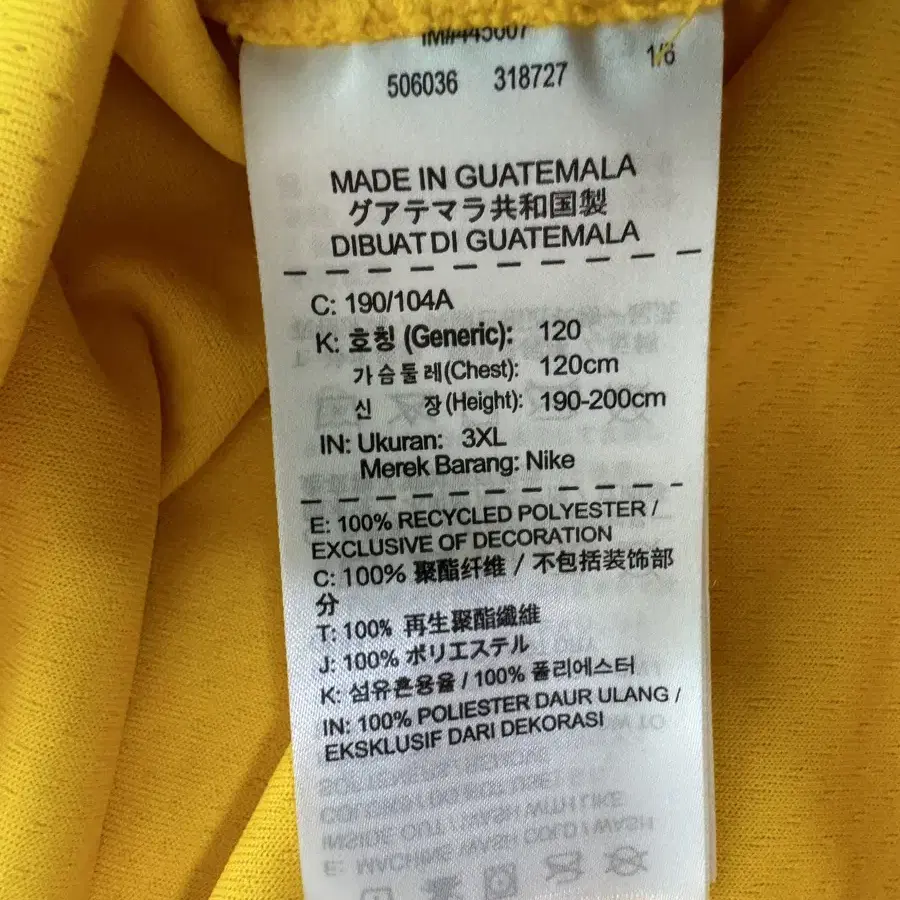 506036 318727
1/6
MADE IN GUATEMALA
グアテマラ共和国製
DIBUAT DI GUATEMALA
C: 190/104A
K: 호칭 (Generic): 120
가슴둘레(Chest): 120cm
신 장(Height): 190-200cm
IN: Ukuran: 3XL
Merek Barang: Nike
E: 100% RECYCLED POLYESTER /
EXCLUSIVE OF DECORATION
C: 100% 聚酯纤维 / 不包括装饰部
分
T: 100% 再生聚酯纖維
J: 100% ポリエステル
K: 섬유혼용율 / 100% 폴리에스터
IN: 100% POLIESTER DAUR ULANG /
EKSKLUSIF DARI DEKORASI